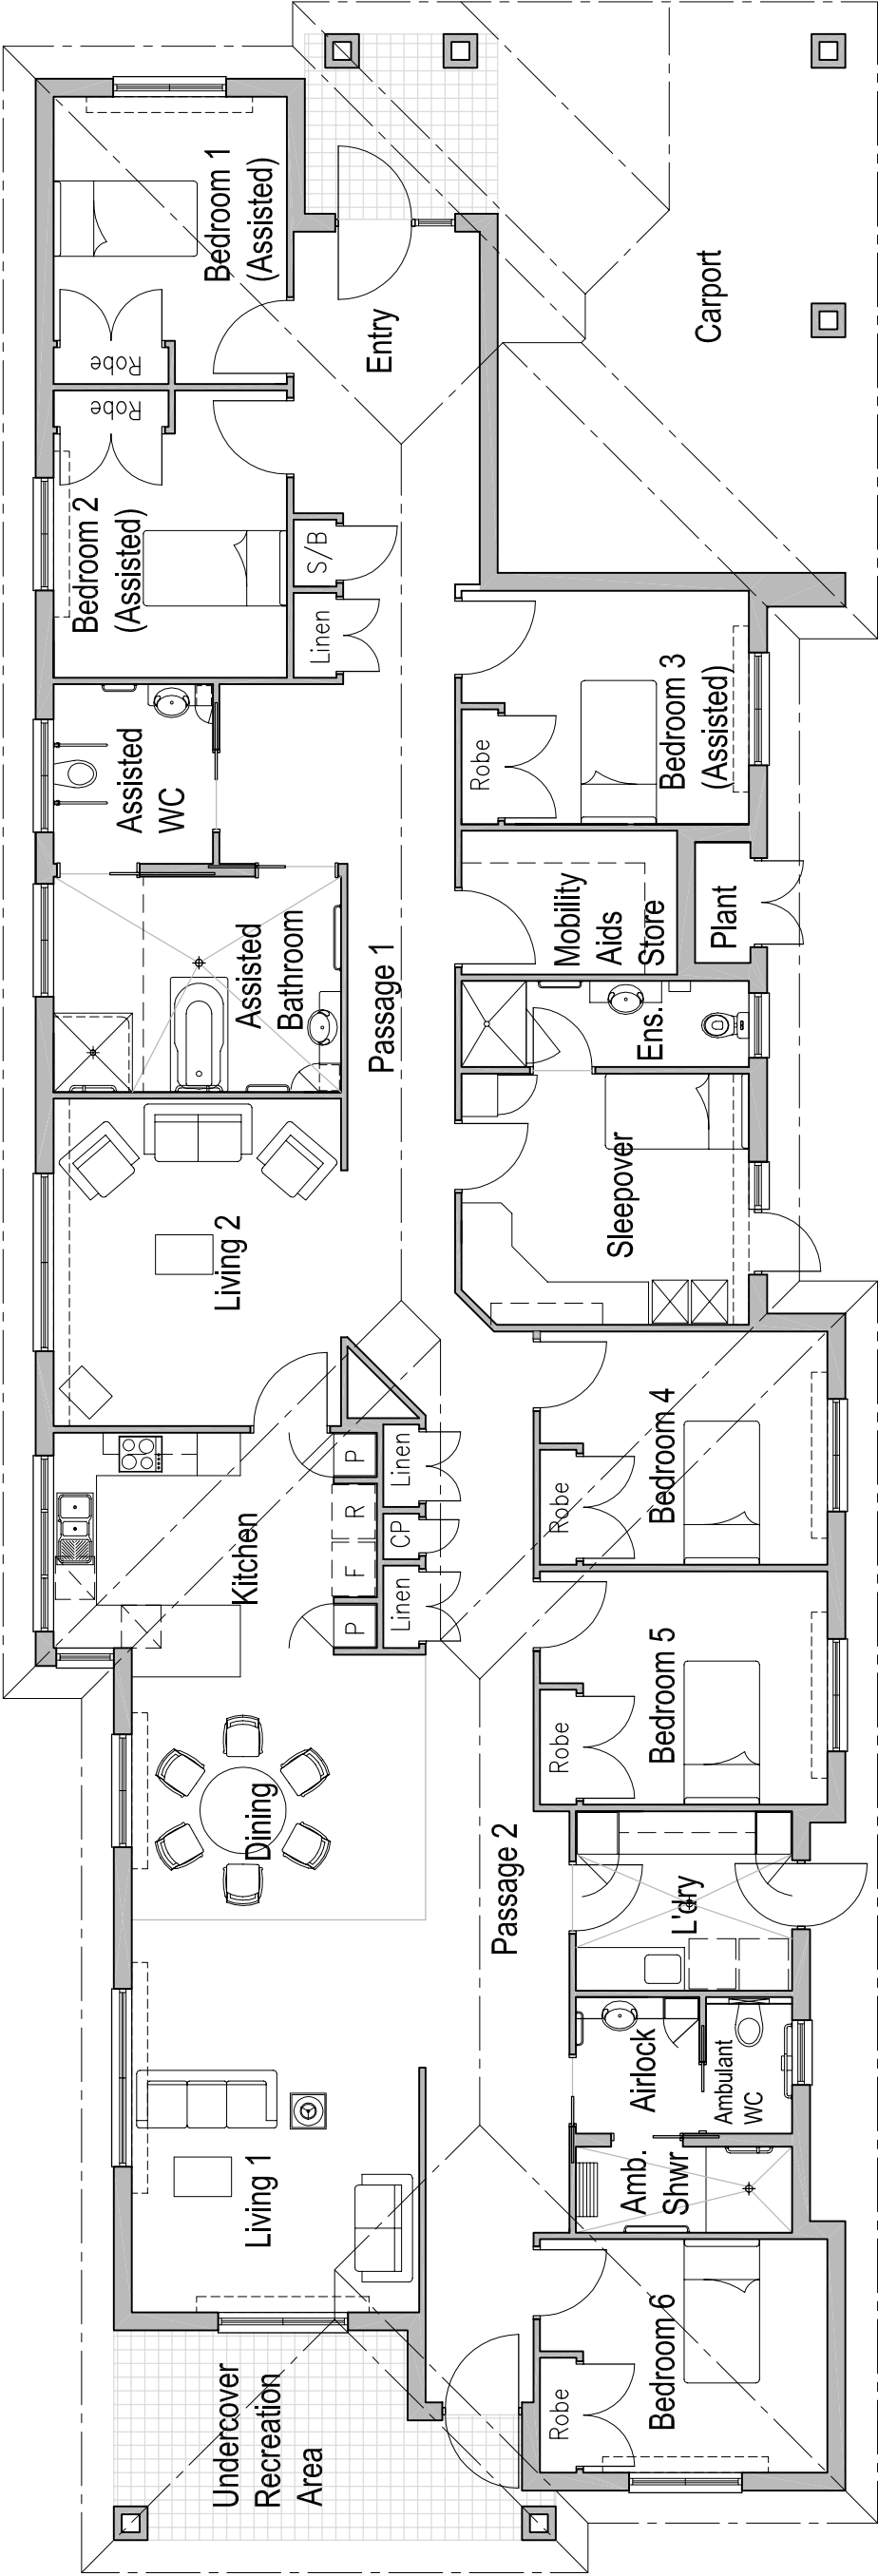 Bedroom 1
(Assisted)
Robe
Robe
Bedroom 2
(Assisted)
Entry
Carport
S/B
Linen
Assisted
WC
Bedroom 3
(Assisted)
Robe
Mobility
Aids
Store
Plant
Assisted
Bathroom
Passage 1
Ens.
Sleepover
Living 2
Kitchen
P
R
F
P
Linen
CP
Linen
Bedroom 4
Robe
Bedroom 5
Robe
Dining
Passage 2
L'dry
Airlock
Ambulant
WC
Amb.
Shwr
Living 1
Bedroom 6
Robe
Undercover
Recreation
Area